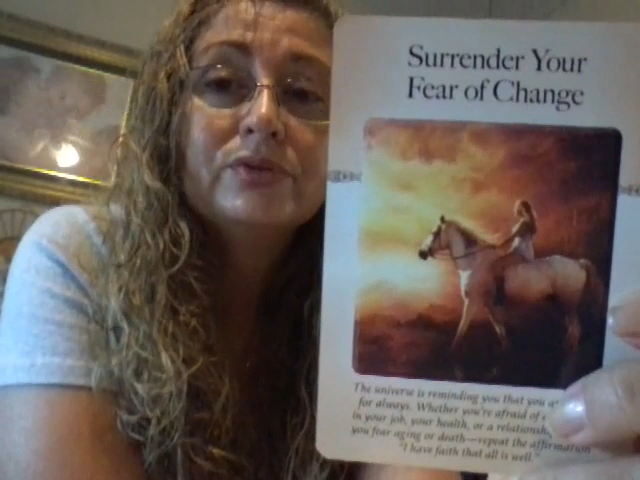 Surrender Your
Fear of Change
The universe is reminding you that you
for always. Whether you're afraid of
in your job, your health, or a
you fear aging or death—repeat the affirmation
"I have faith that all is well."